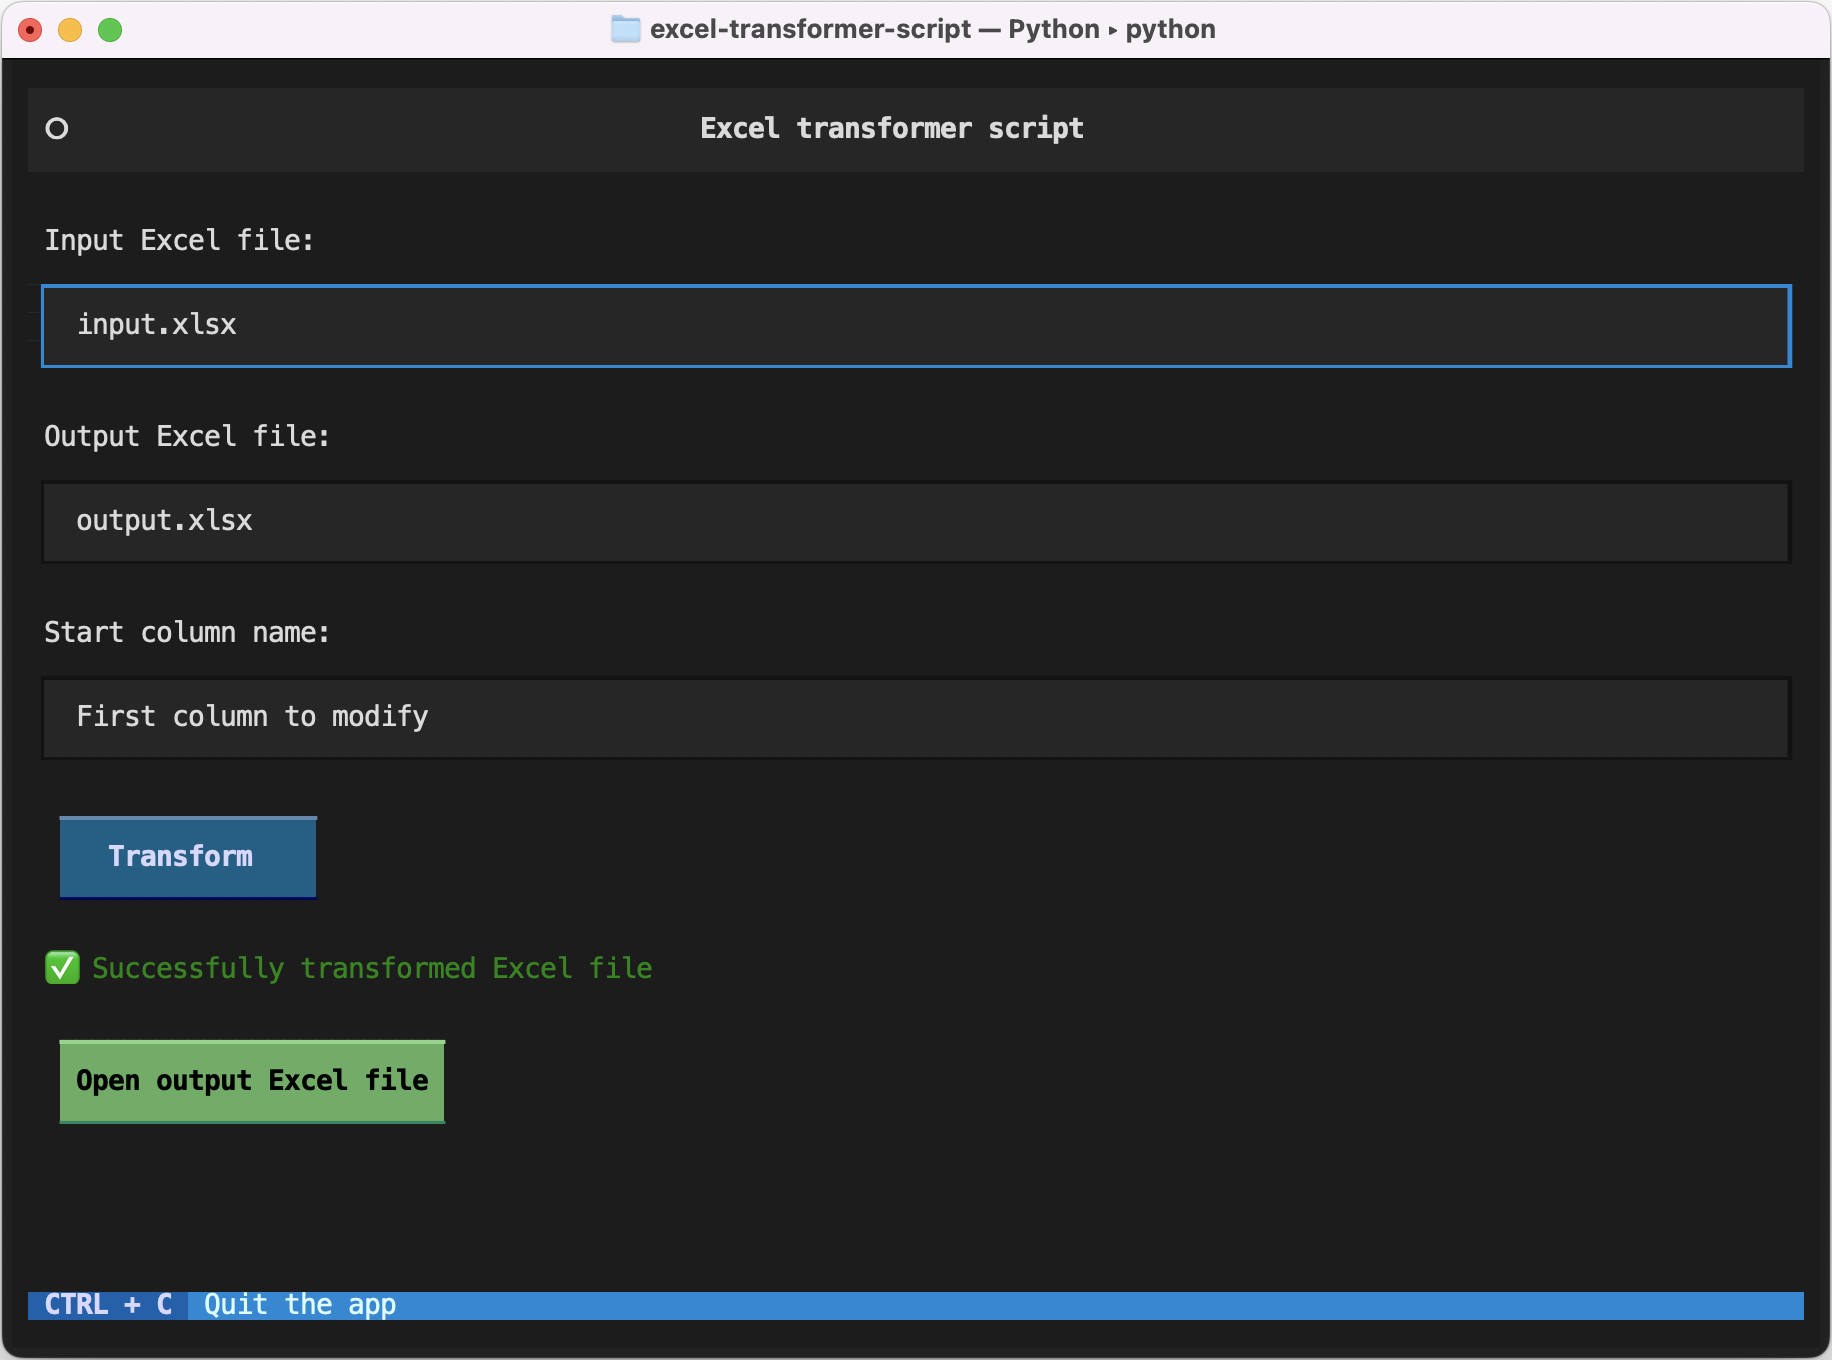 excel-transformer-script — Python ▸ python
Excel transformer script
Input Excel file:
input.xlsx
Output Excel file:
output.xlsx
Start column name:
First column to modify
Transform
✅ Successfully transformed Excel file
Open output Excel file
CTRL + C Quit the app